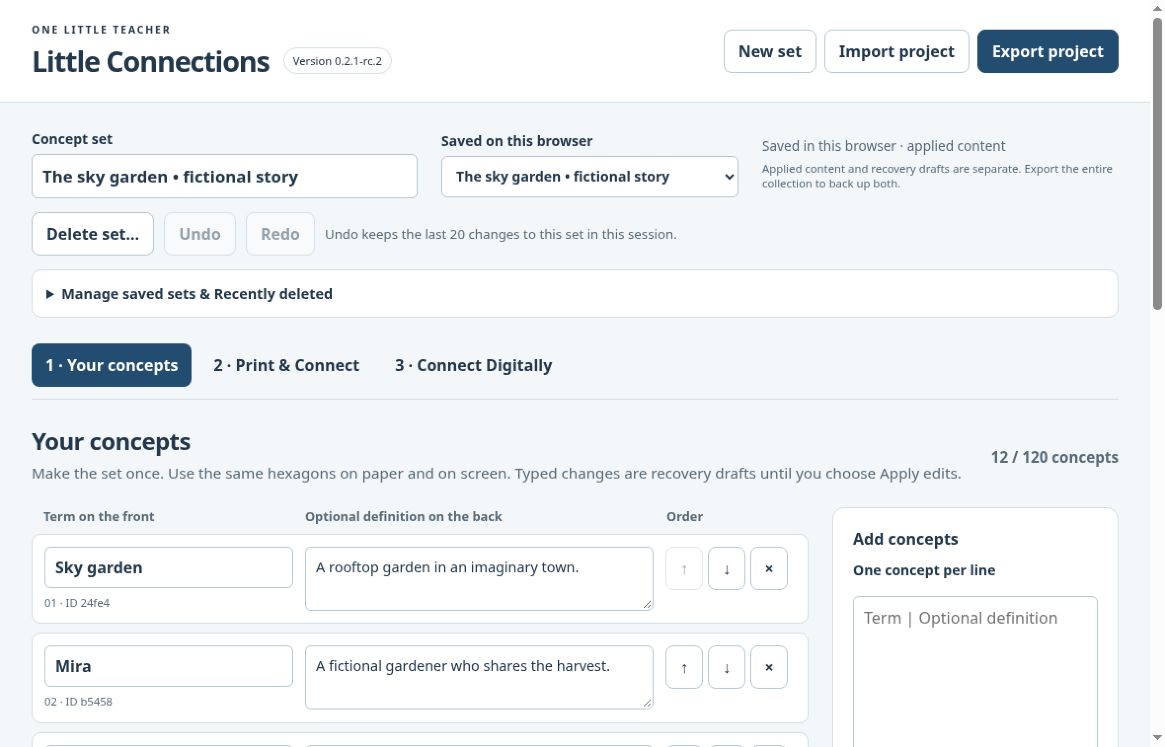 ONE LITTLE TEACHER
Little Connections
Version 0.2.1-rc.2
New set
Import project
Export project
Concept set
The sky garden • fictional story
Saved on this browser
The sky garden • fictional story
Saved in this browser · applied content
Applied content and recovery drafts are separate. Export the entire
collection to back up both.
Delete set...
Undo
Redo
Undo keeps the last 20 changes to this set in this session.
▶ Manage saved sets & Recently deleted
1 · Your concepts
2 · Print & Connect
3 · Connect Digitally
Your concepts
Make the set once. Use the same hexagons on paper and on screen. Typed changes are recovery drafts until you choose Apply edits.
12 / 120 concepts
Term on the front
Optional definition on the back
Order
Sky garden
01 · ID 24fe4
A rooftop garden in an imaginary town.
↑
↓
×
Mira
02 · ID b5458
A fictional gardener who shares the harvest.
↑
↓
×
Add concepts
One concept per line
Term | Optional definition